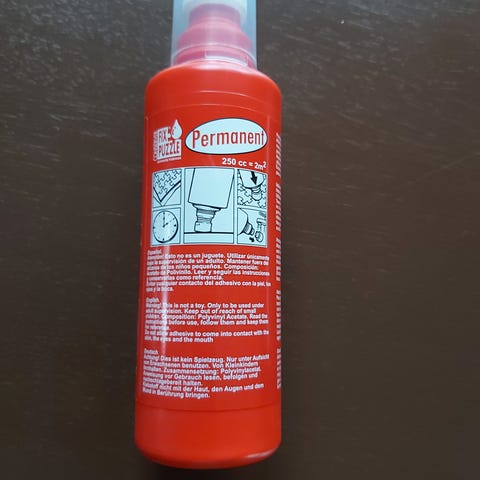 FIX
PUZZLE
Permanent
250 cc = 2m²
Español
Atención! Esto no es un juguete. Utilizar únicamente
bajo la supervisión de un adulto. Mantener fuera del
alcance de los niños pequeños. Composición:
Acetato de Polivinilo. Leer y seguir las instrucciones
y conservarlas como referencia.
Evitar cualquier contacto del adhesivo con la piel, los
ojos y la boca.
English
Warning! This is not a toy. Only to be used under
adult supervision. Keep out of reach of small
children. Composition: Polyvinyl Acetats. Read the
instructions befors use, follow them and keep them
for reference.
Do not allow adhesive to come into contact with the
skin, the eyes and the mouth
Deutsch
Achtung! Dies ist kein Spielzeug. Nur unter Aufsicht
von Erwachsenen benutzen. Von Kleinkindern
fernhalten. Zusammensetzung: Polyvinylacetat.
Anweisung vor Gebrauch lesen, befolgen und
nachschlagebereit halten.
Klebstoff nicht mit der Haut, den Augen und dem
Mund in Berührung bringen.